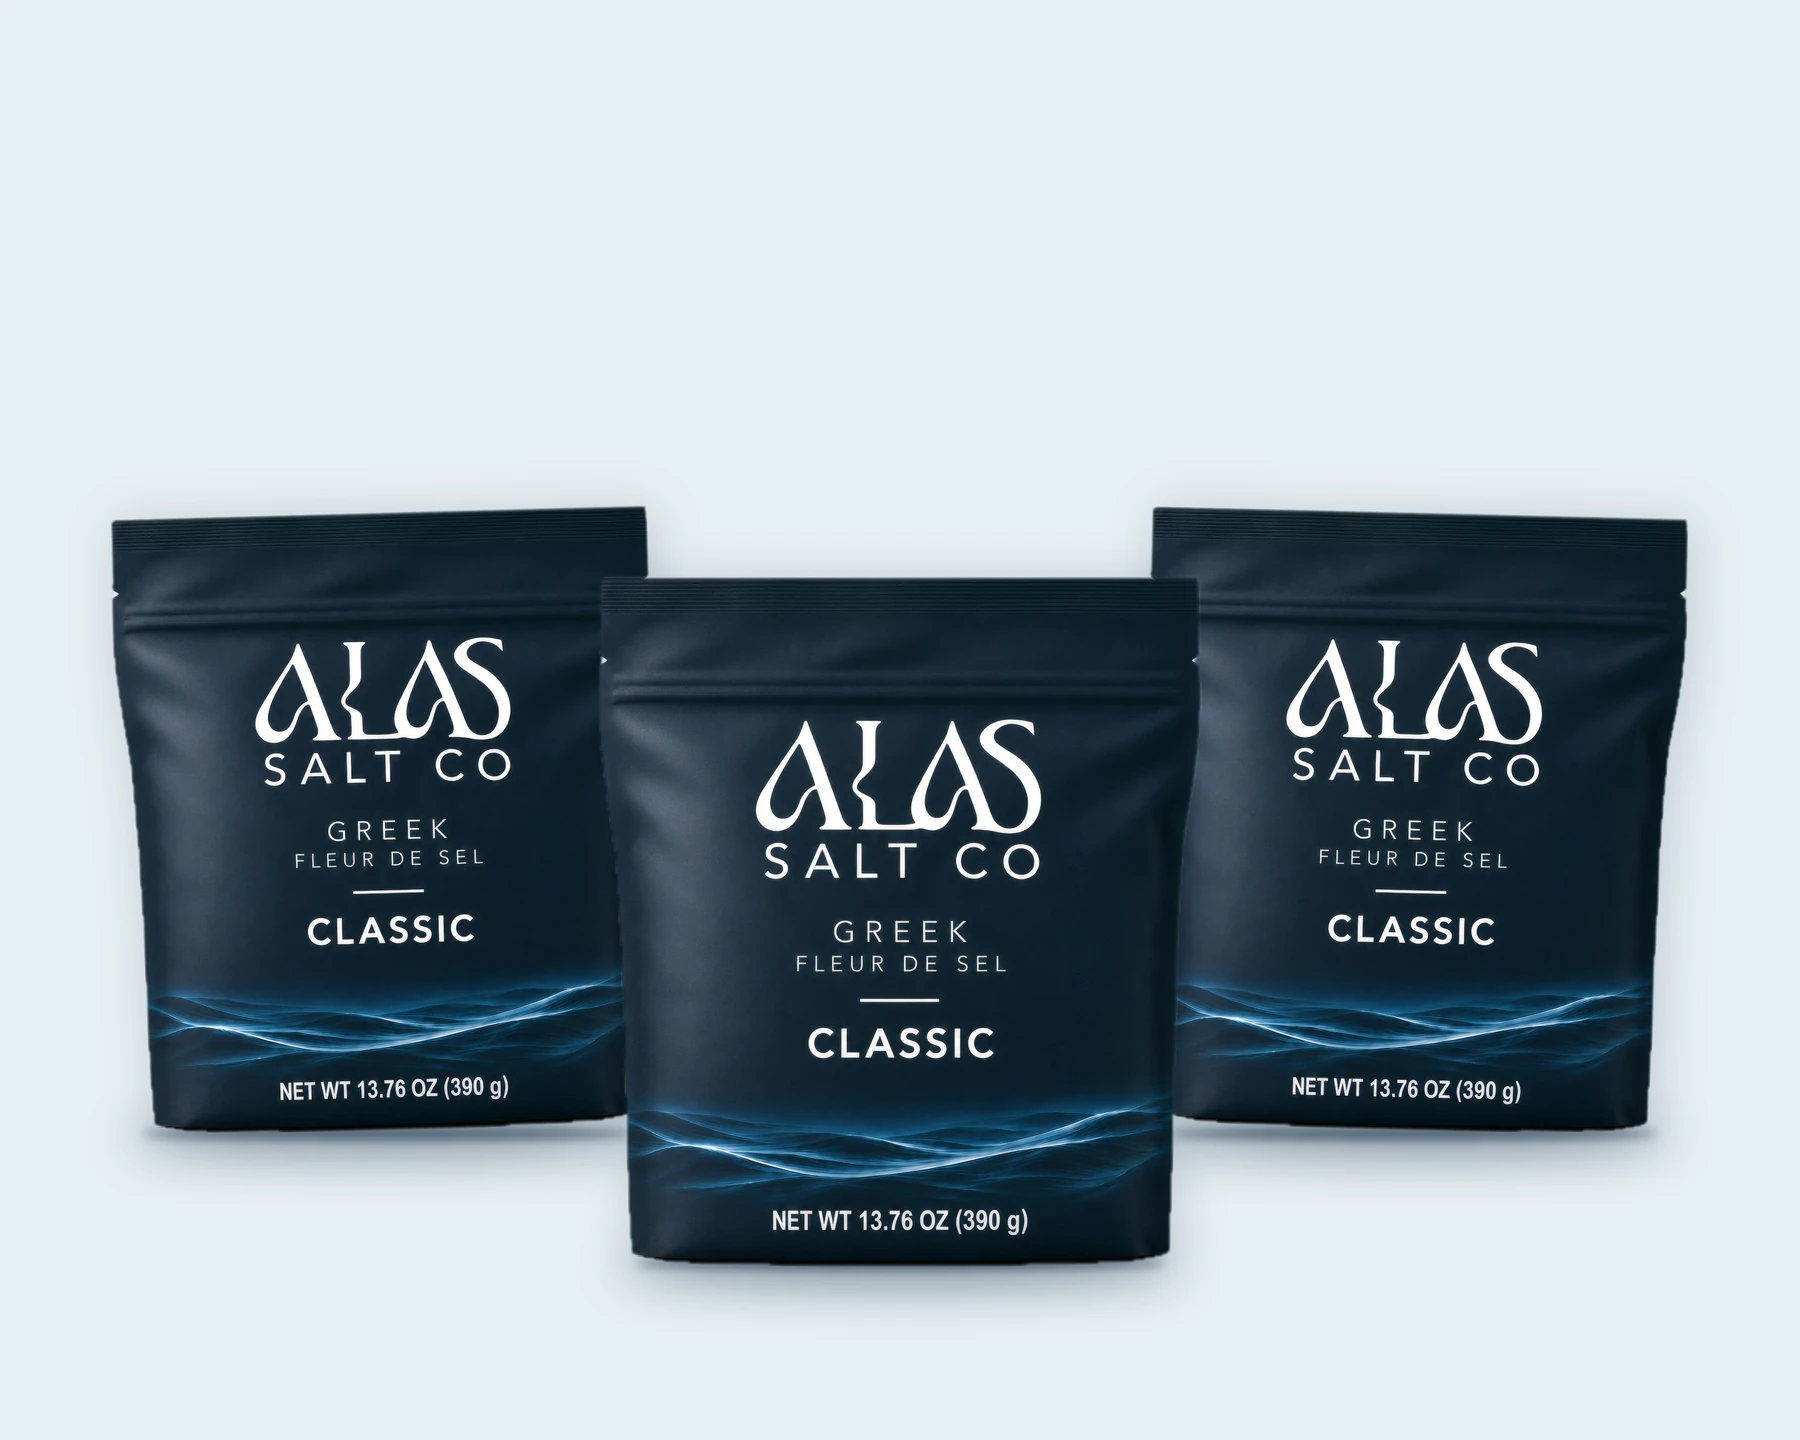 ALAS
SALT CO
GREEK
FLEUR DE SEL
CLASSIC
NET WT 13.76 OZ (390 g)
ALAS
SALT CO
GREEK
FLEUR DE SEL
CLASSIC
NET WT 13.76 OZ (390 g)
ALAS
SALT CO
GREEK
FLEUR DE SEL
CLASSIC
NET WT 13.76 OZ (390 g)